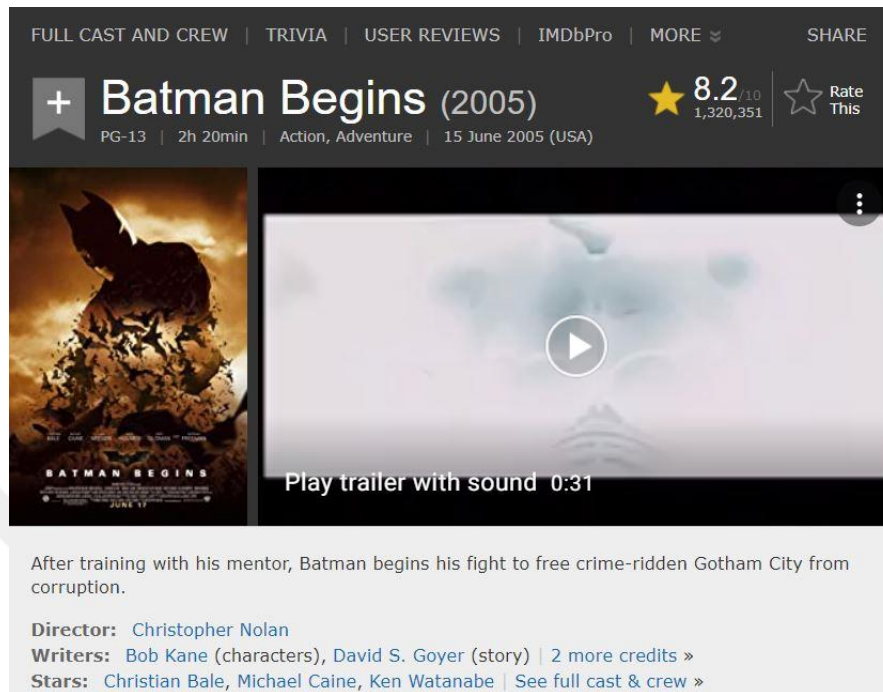 FULL CAST AND CREW | TRIVIA | USER REVIEWS | IMDbPro | MORE SHARE
+ Batman Begins (2005) 8.2/10 Rate
1,320,351 This
PG-13 | 2h 20min | Action, Adventure | 15 June 2005 (USA)
BATMAN BEGINS
JUNE 17
Play trailer with sound 0:31
After training with his mentor, Batman begins his fight to free crime-ridden Gotham City from
corruption.
Director: Christopher Nolan
Writers: Bob Kane (characters), David S. Goyer (story) | 2 more credits »
Stars: Christian Bale, Michael Caine, Ken Watanabe | See full cast & crew »